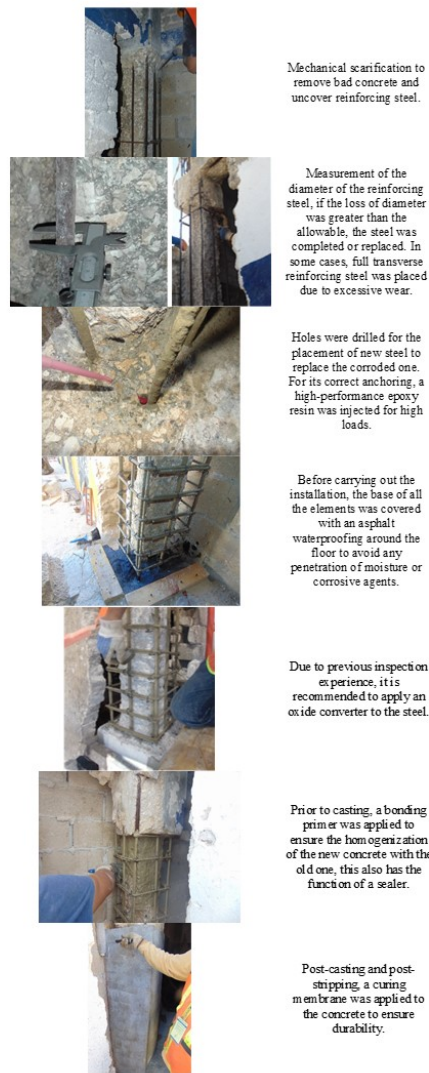 Mechanical scarification to
remove bad concrete and
uncover reinforcing steel.
Measurement of the
diameter of the reinforcing
steel, if the loss of diameter
was greater than the
allowable, the steel was
completed or replaced. In
some cases, full transverse
reinforcing steel was placed
due to excessive wear.
Holes were drilled for the
placement of new steel to
replace the corroded one.
For its correct anchoring, a
high-performance epoxy
resin was injected for high
loads.
Before carrying out the
installation, the base of all
the elements was covered
with an asphalt
waterproofing around the
floor to avoid any
penetration of moisture or
corrosive agents.
Due to previous inspection
experience, it is
recommended to apply an
oxide converter to the steel.
Prior to casting, a bonding
primer was applied to
ensure the homogenization
of the new concrete with the
old one, this also has the
function of a sealer.
Post-casting and post-
stripping, a curing
membrane was applied to
the concrete to ensure
durability.